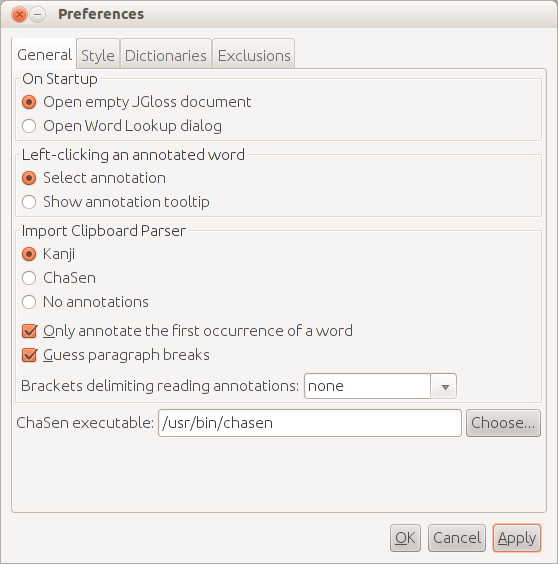 Preferences
General Style Dictionaries Exclusions
On Startup
Open empty JGloss document
Open Word Lookup dialog
Left-clicking an annotated word
Select annotation
Show annotation tooltip
Import Clipboard Parser
Kanji
ChaSen
No annotations
Only annotate the first occurrence of a word
Guess paragraph breaks
Brackets delimiting reading annotations: none
ChaSen executable: /usr/bin/chasen Choose...
OK Cancel Apply